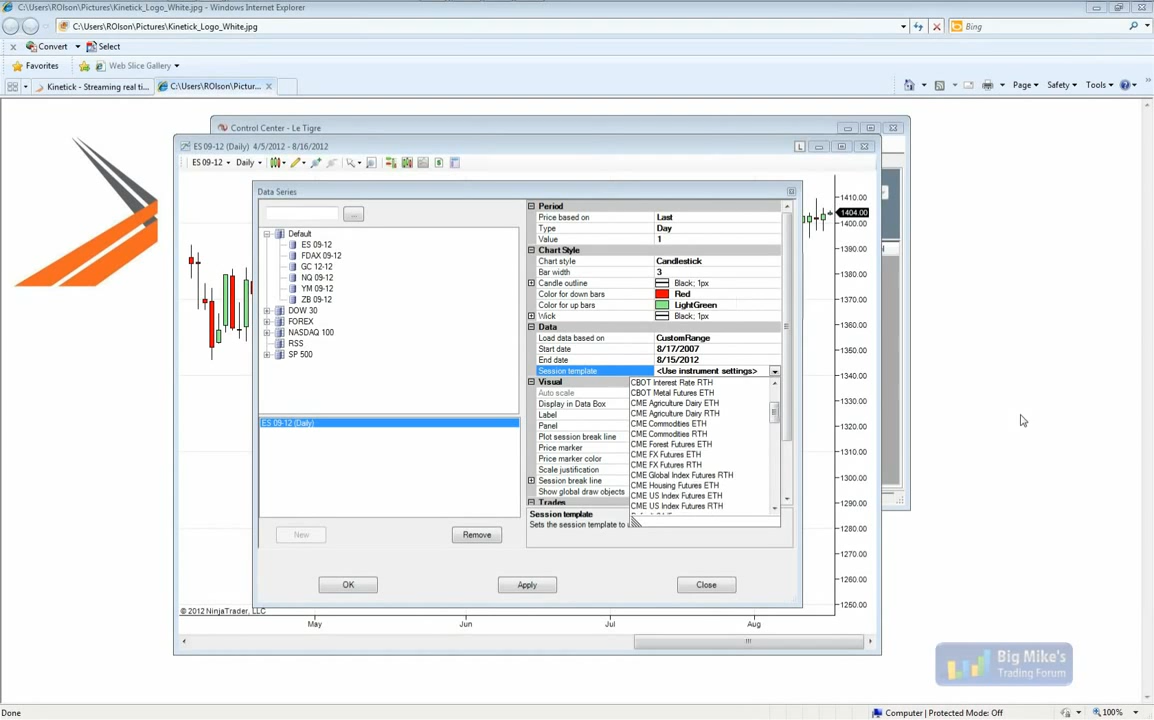 C:\Users\ROlson\Pictures\Kinetick_Logo_White.jpg - Windows Internet Explorer
C:\Users\ROlson\Pictures\Kinetick_Logo_White.jpg
Bing
Convert
Select
Favorites
Web Slice Gallery
Kinetick - Streaming real ti...
C:\Users\ROlson\Pictur...
Page
Safety
Tools
Control Center - Le Tigre
ES 09-12 (Daily) 4/5/2012 - 8/16/2012
L
ES 09-12
Daily
Data Series
...
Default
ES 09-12
FDAX 09-12
GC 12-12
NQ 09-12
YM 09-12
ZB 09-12
DOW 30
FOREX
NASDAQ 100
RSS
SP 500
ES 09-12 (Daily)
New
Remove
Period
Price based on Last
Type Day
Value 1
Chart Style
Chart style Candlestick
Bar width 3
Candle outline Black; 1px
Color for down bars Red
Color for up bars LightGreen
Wick Black; 1px
Data
Load data based on CustomRange
Start date 8/17/2007
End date 8/15/2012
Session template <Use instrument settings>
Visual
Auto scale
Display in Data Box
Label
Panel
Plot session break line
Price marker
Price marker color
Scale justification
Session break line
Show global draw objects
Trades
CBOT Interest Rate RTH
CBOT Metal Futures ETH
CME Agriculture Dairy ETH
CME Agriculture Dairy RTH
CME Commodities ETH
CME Commodities RTH
CME Forest Futures ETH
CME FX Futures ETH
CME FX Futures RTH
CME Global Index Futures RTH
CME Housing Futures ETH
CME US Index Futures ETH
CME US Index Futures RTH
Session template
Sets the session template to u
OK
Apply
Close
1410.00
1404.00
1400.00
1390.00
1380.00
1370.00
1360.00
1350.00
1340.00
1330.00
1320.00
1310.00
1300.00
1290.00
1280.00
1270.00
1260.00
1250.00
© 2012 NinjaTrader, LLC
May
Jun
Jul
Aug
Big Mike's
Trading Forum
Done
Computer | Protected Mode: Off
100%